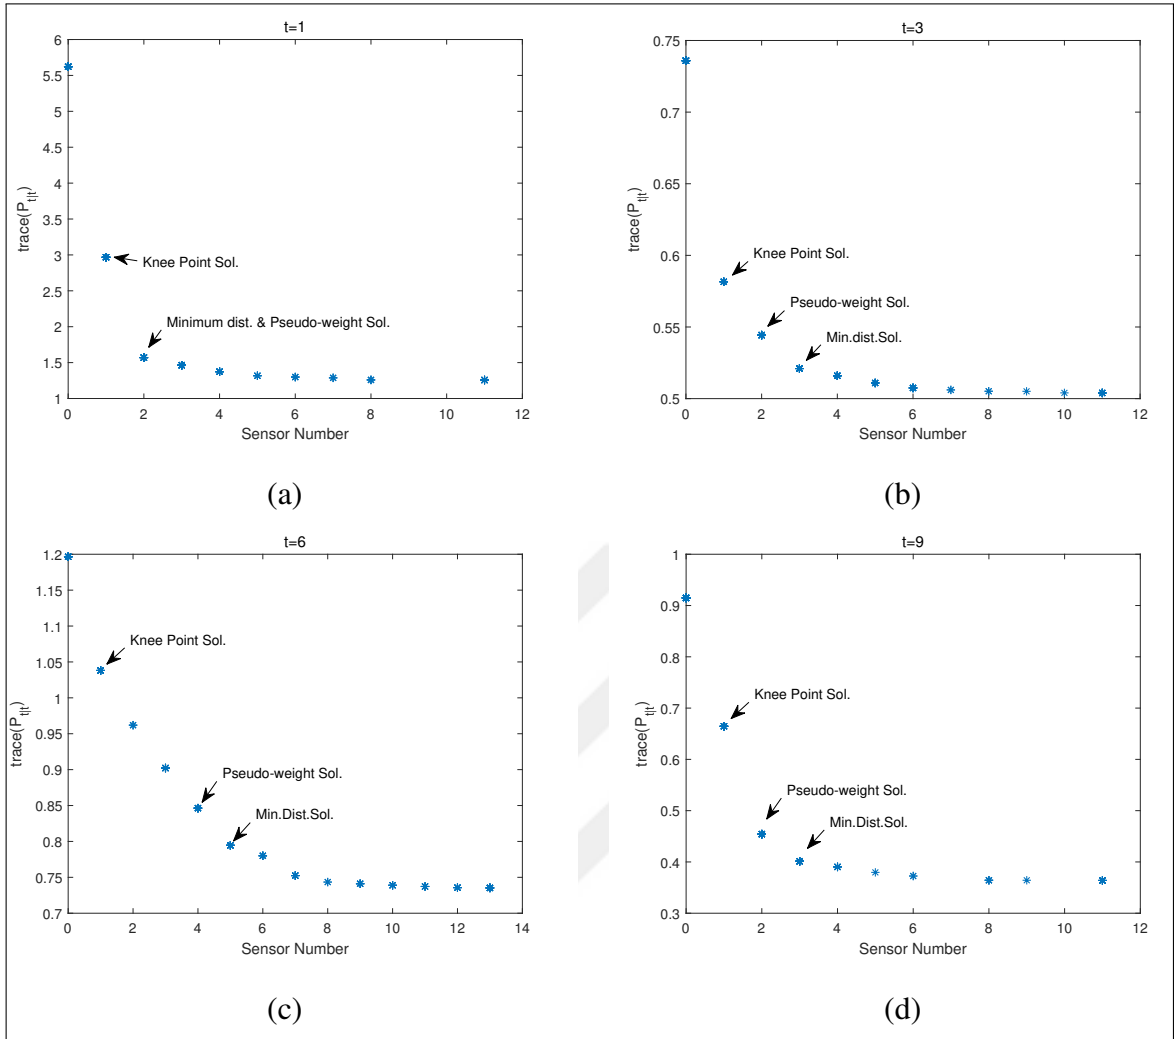 t=1
6
5.5
5
4.5
4
3.5
3
2.5
2
1.5
1
trace(P_{t|t})
Knee Point Sol.
Minimum dist. & Pseudo-weight Sol.
0 2 4 6 8 10 12
Sensor Number
(a)
t=3
0.75
0.7
0.65
0.6
0.55
0.5
trace(P_{t|t})
Knee Point Sol.
Pseudo-weight Sol.
Min.dist.Sol.
0 2 4 6 8 10 12
Sensor Number
(b)
t=6
1.2
1.15
1.1
1.05
1
0.95
0.9
0.85
0.8
0.75
0.7
trace(P_{t|t})
Knee Point Sol.
Pseudo-weight Sol.
Min.Dist.Sol.
0 2 4 6 8 10 12 14
Sensor Number
(c)
t=9
1
0.9
0.8
0.7
0.6
0.5
0.4
0.3
trace(P_{t|t})
Knee Point Sol.
Pseudo-weight Sol.
Min.Dist.Sol.
0 2 4 6 8 10 12
Sensor Number
(d)